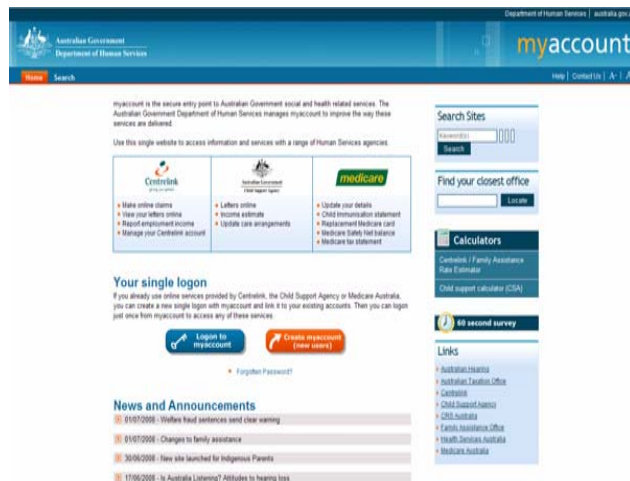 Department of Human Services | australia.gov.
Australian Government
Department of Human Services
myaccount
Home Search
Help | Contact Us | A- | A
myaccount is the secure entry point to Australian Government social and health related services. The
Australian Government Department of Human Services manages myaccount to improve the way these
services are delivered.
Use this single website to access information and services with a range of Human Services agencies.
Centrelink
Make online claims
View your letters online
Report employment income
Manage your Centrelink account
Australian Government
Child Support Agency
Letters online
Income estimate
Update care arrangements
medicare
Update your details
Child Immunisation statement
Replacement Medicare card
Medicare Safety Net balance
Medicare tax statement
Your single logon
If you already use online services provided by Centrelink, the Child Support Agency or Medicare Australia,
you can create a new single logon with myaccount and link it to your existing accounts. Then you can logon
just once from myaccount to access any of these services.
Logon to
myaccount
Create myaccount
(new users)
Forgotten Password?
News and Announcements
01/07/2008 - Welfare fraud sentences send clear warning
01/07/2008 - Changes to family assistance
30/06/2008 - New site launched for Indigenous Parents
17/06/2008 - Is Australia Listening? Attitudes to hearing loss
Search Sites
Keyword(s)
Search
Find your closest office
Locate
Calculators
Centrelink / Family Assistance
Rate Estimator
Child support calculator (CSA)
60 second survey
Links
Australian Hearing
Australian Taxation Office
Centrelink
Child Support Agency
CRS Australia
Family Assistance Office
Health Services Australia
Medicare Australia